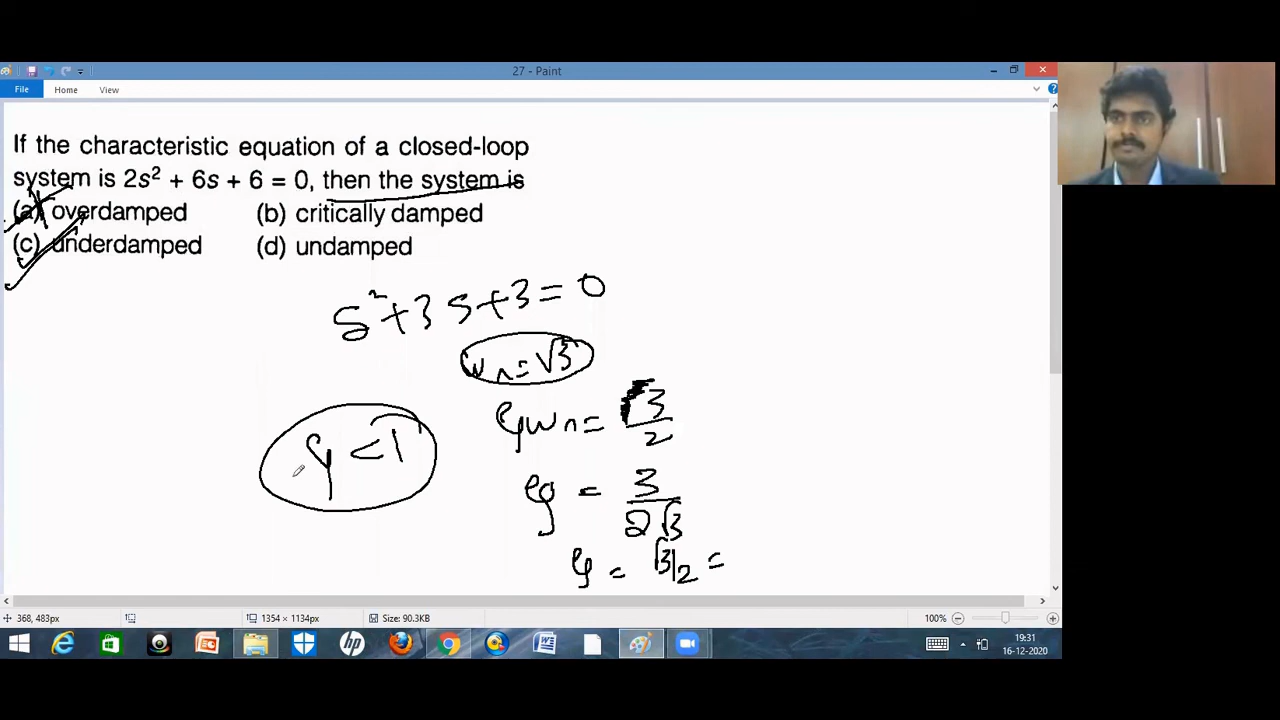 27 - Paint
File Home View
If the characteristic equation of a closed-loop
system is 2s² + 6s + 6 = 0, then the system is
(a) overdamped (b) critically damped
(c) underdamped (d) undamped
s²+3s+3=0
ωn=√3
ξωn= 3/2
ξ<1
ξ = 3/2√3
ξ = √3/2 =
368, 483px 1354 × 1134px Size: 90.3KB 100%
19:31
16-12-2020